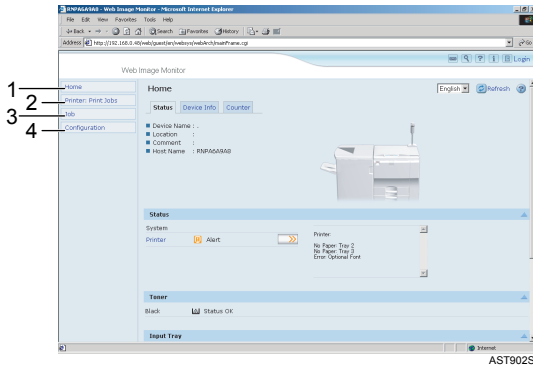 RNPA6A9A8 - Web Image Monitor - Microsoft Internet Explorer
File Edit View Favorites Tools Help
Back Search Favorites History
Address http://192.168.0.48/web/guest/en/websys/webArch/mainFrame.cgi Go
Login
Web Image Monitor
1 Home
2 Printer: Print Jobs
3 Job
4 Configuration
Home English Refresh
Status Device Info Counter
Device Name : .
Location :
Comment :
Host Name : RNPA6A9A8
Status
System
Printer Alert
Printer:
No Paper: Tray 2
No Paper: Tray 3
Error: Optional Font
Toner
Black Status OK
Input Tray
Internet
AST902S